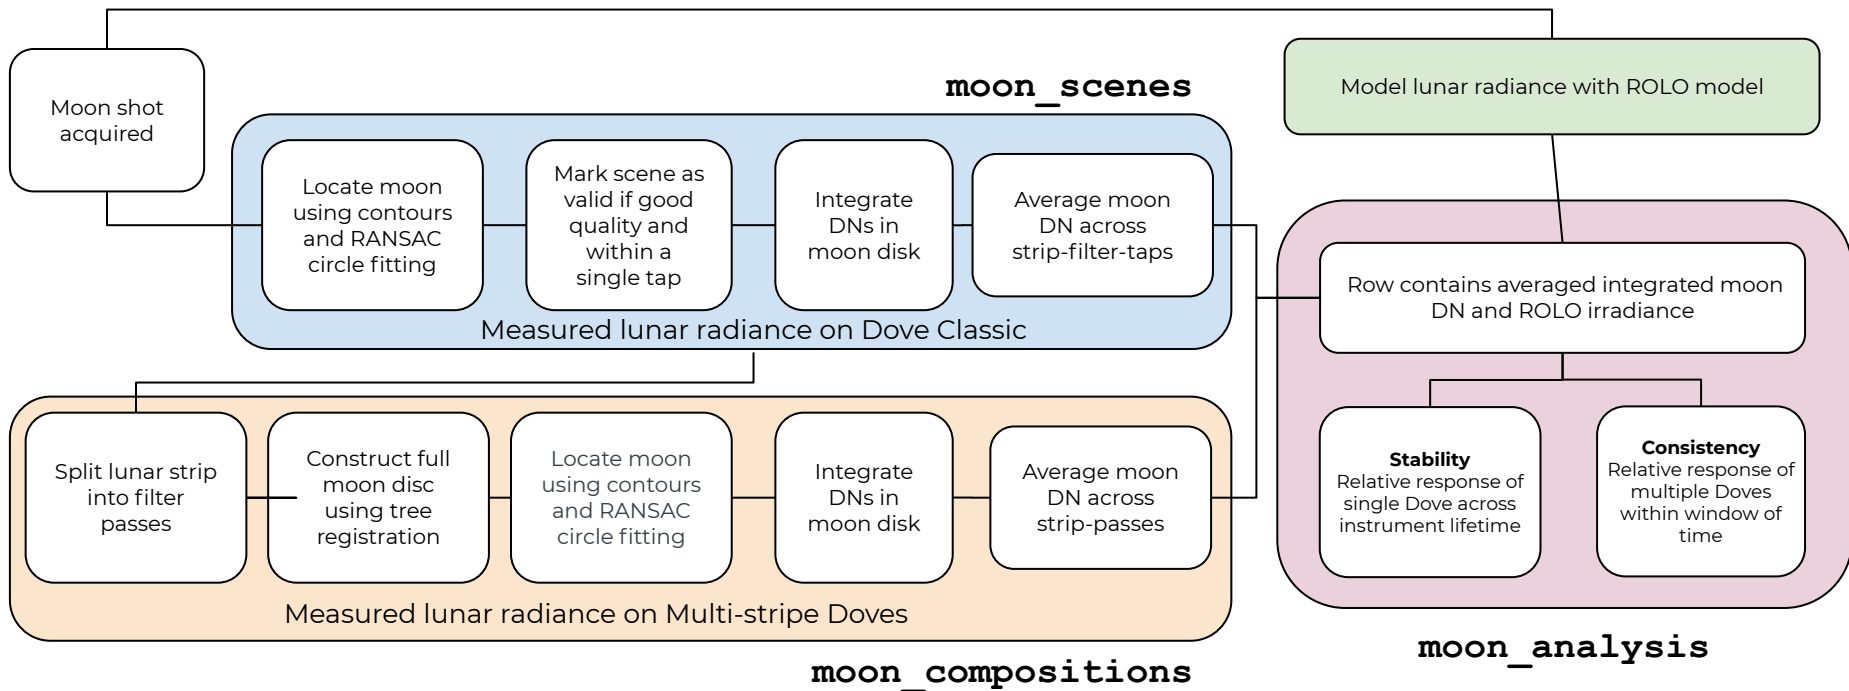 Moon shot
acquired
moon_scenes
Model lunar radiance with ROLO model
Locate moon
using contours
and RANSAC
circle fitting
Mark scene as
valid if good
quality and
within a
single tap
Integrate
DNs in
moon disk
Average moon
DN across
strip-filter-taps
Measured lunar radiance on Dove Classic
Split lunar strip
into filter
passes
Construct full
moon disc
using tree
registration
Locate moon
using contours
and RANSAC
circle fitting
Integrate
DNs in
moon disk
Average moon
DN across
strip-passes
Measured lunar radiance on Multi-stripe Doves
moon_compositions
Row contains averaged integrated moon
DN and ROLO irradiance
Stability
Relative response of
single Dove across
instrument lifetime
Consistency
Relative response of
multiple Doves
within window of
time
moon_analysis